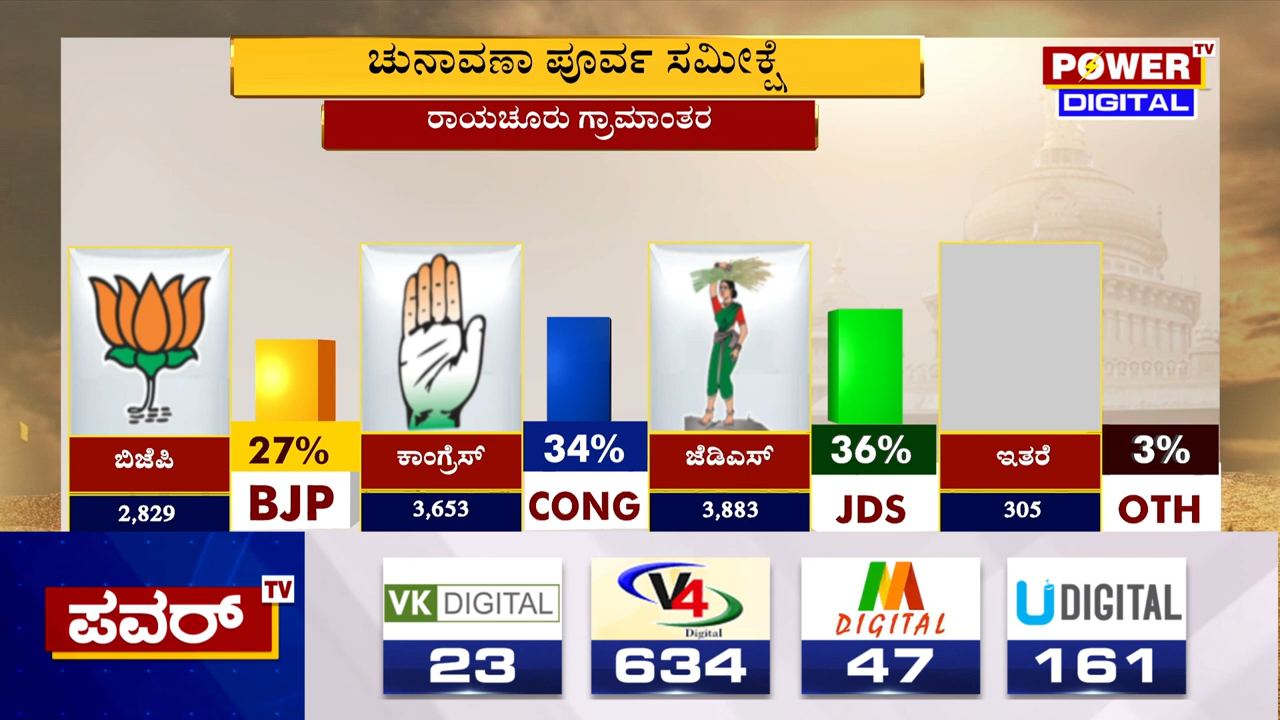 ಚುನಾವಣಾ ಪೂರ್ವ ಸಮೀಕ್ಷೆ
POWER TV
DIGITAL
ರಾಯಚೂರು ಗ್ರಾಮಾಂತರ
ಬಿಜೆಪಿ
2,829
27%
BJP
ಕಾಂಗ್ರೆಸ್
3,653
34%
CONG
ಜೆಡಿಎಸ್
3,883
36%
JDS
ಇತರೆ
305
3%
OTH
ಪವರ್ TV
VK DIGITAL
23
V4
Digital
634
M
DIGITAL
47
U DIGITAL
161